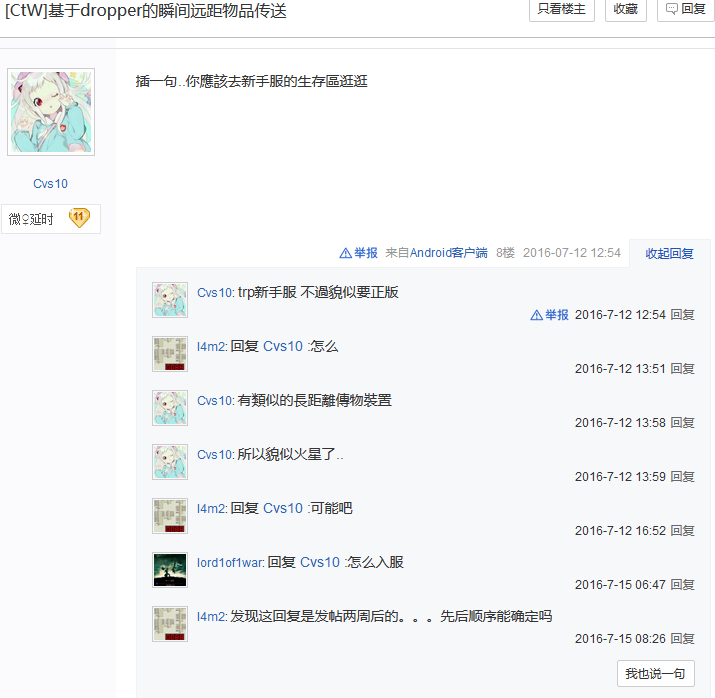 [CtW]基于dropper的瞬间远距物品传送
只看楼主
收藏
回复
插一句..你應該去新手服的生存區逛逛
Cvs10
微♀延时 11
举报 来自Android客户端 8楼 2016-07-12 12:54 收起回复
Cvs10: trp新手服 不過貌似要正版
举报 2016-7-12 12:54 回复
l4m2: 回复 Cvs10 :怎么
2016-7-12 13:51 回复
Cvs10: 有類似的長距離傳物裝置
2016-7-12 13:58 回复
Cvs10: 所以貌似火星了..
2016-7-12 13:59 回复
l4m2: 回复 Cvs10 :可能吧
2016-7-12 16:52 回复
lord1of1war: 回复 Cvs10 :怎么入服
2016-7-15 06:47 回复
l4m2: 发现这回复是发帖两周后的。。。先后顺序能确定吗
2016-7-15 08:26 回复
我也说一句